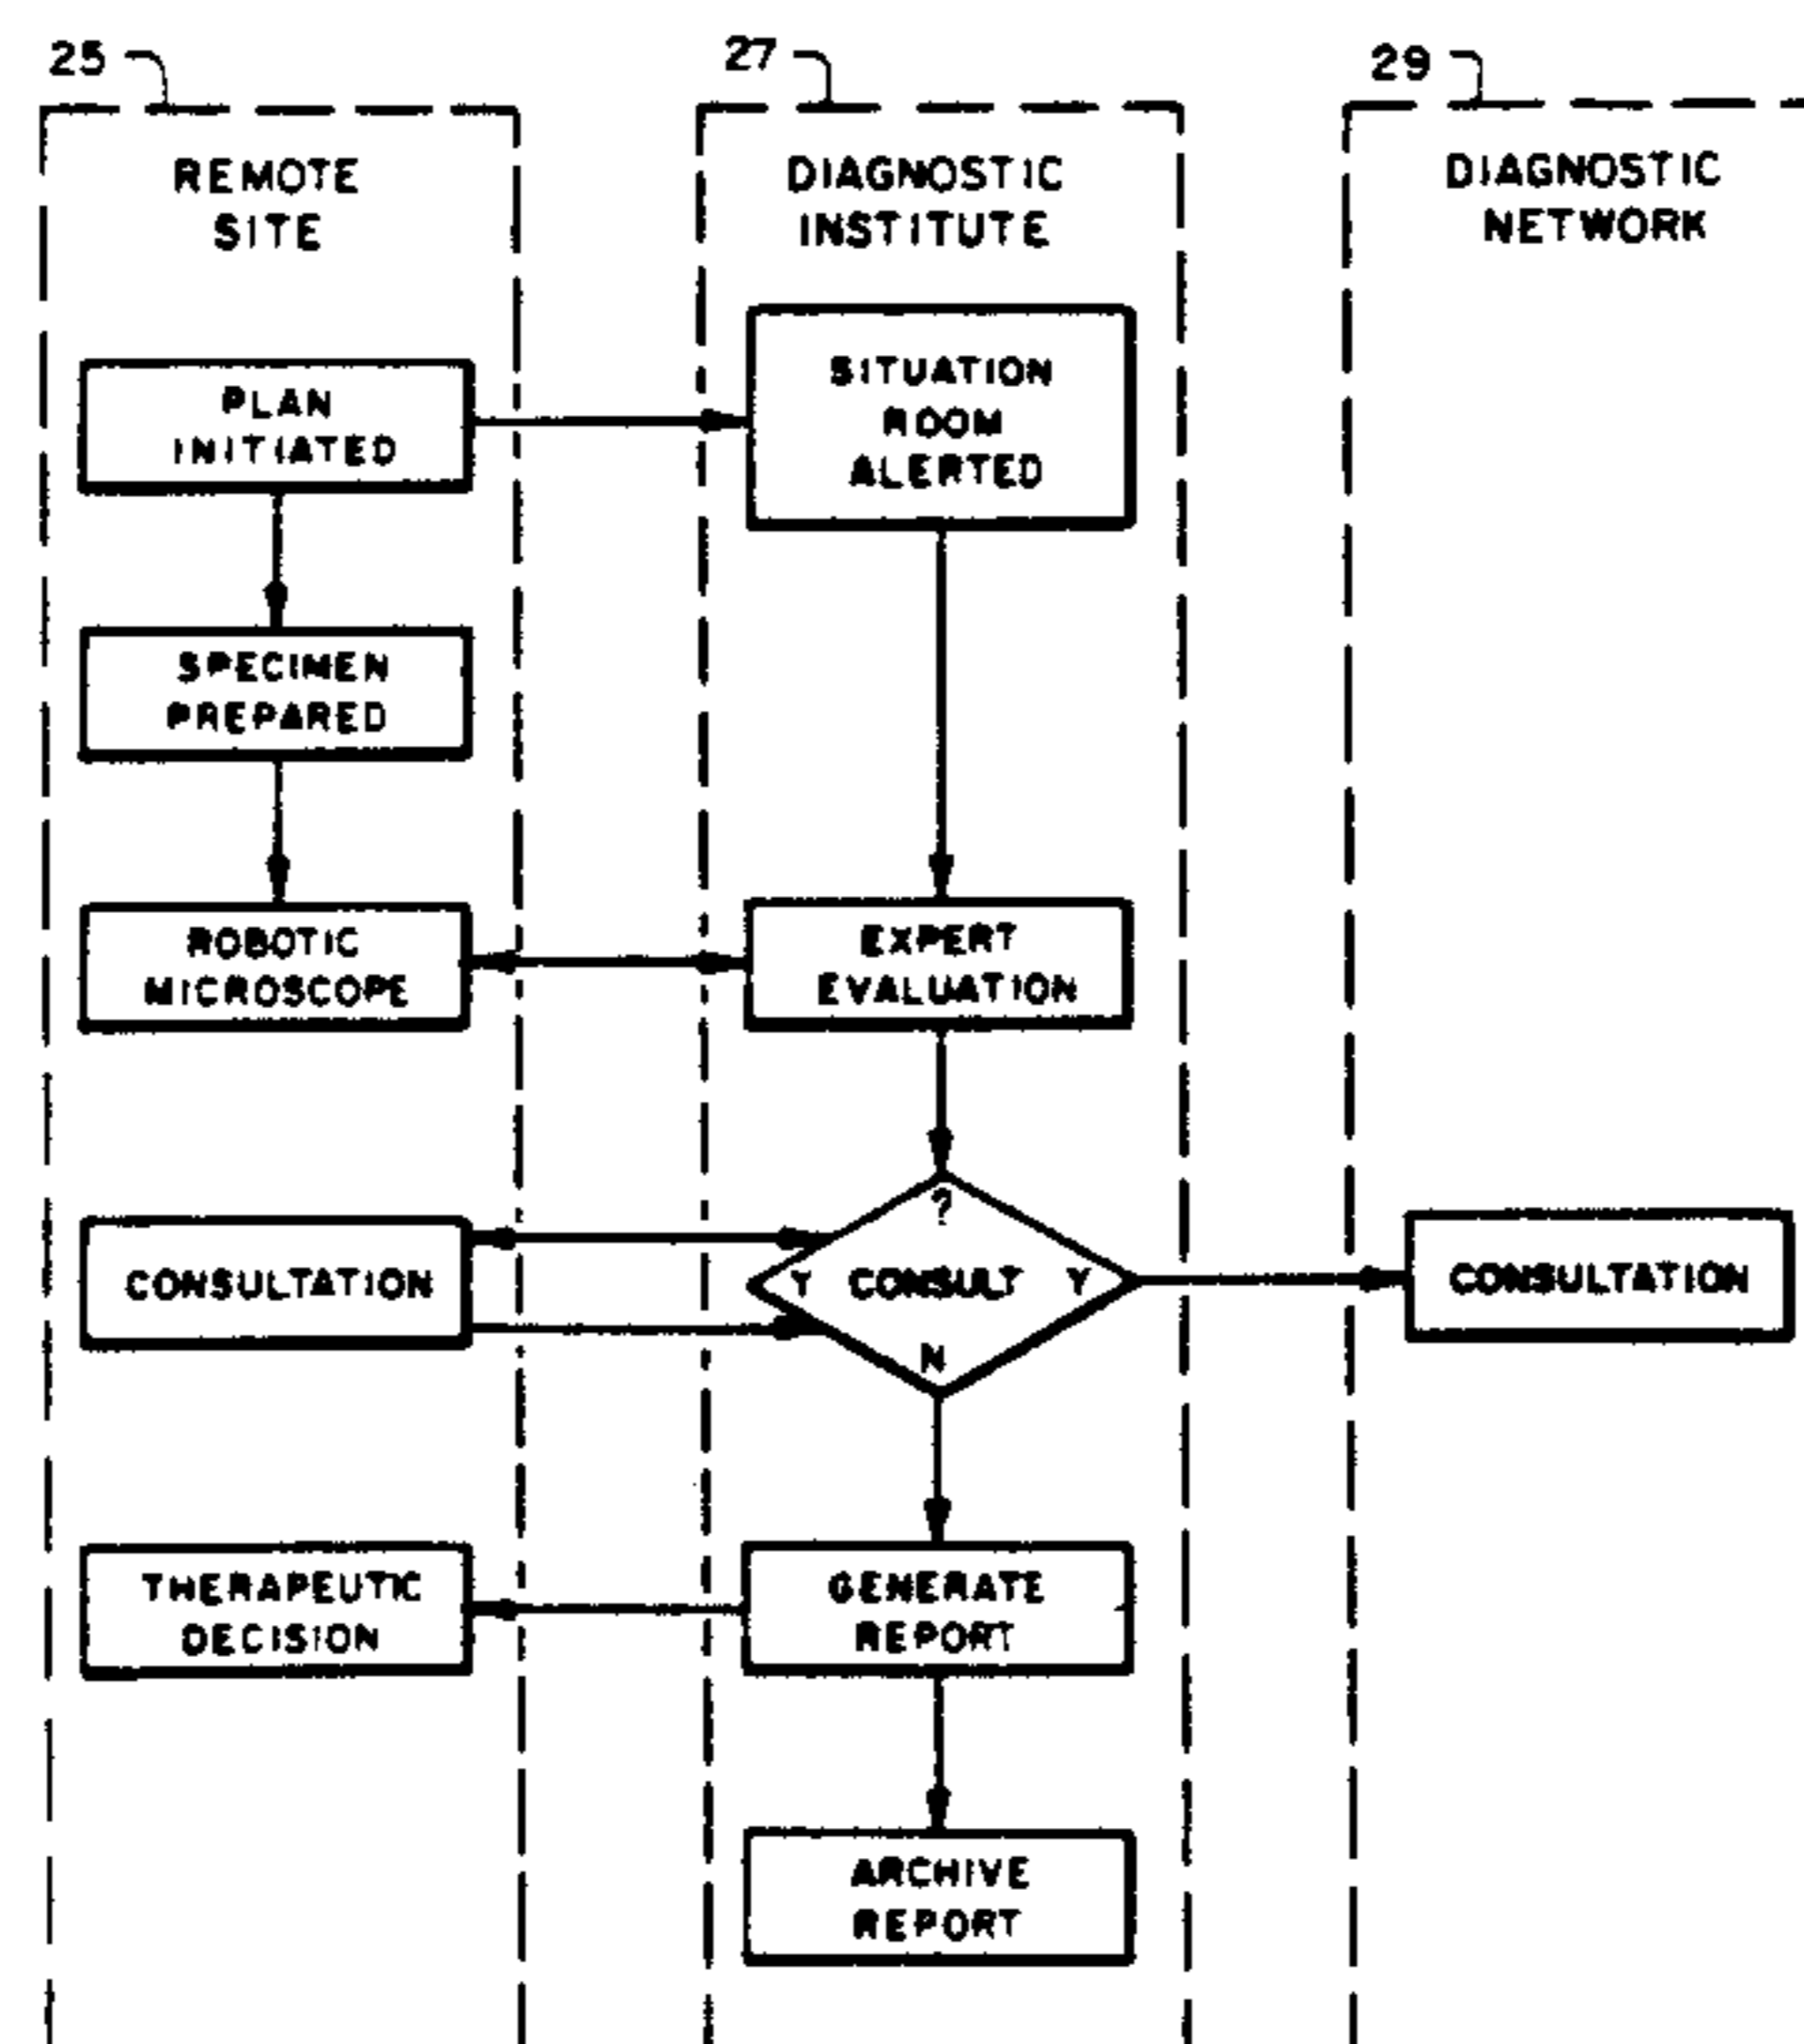 25
27
29
REMOTE
SITE
DIAGNOSTIC
INSTITUTE
DIAGNOSTIC
NETWORK
PLAN
INITIATED
SITUATION
ROOM
ALERTED
SPECIMEN
PREPARED
ROBOTIC
MICROSCOPE
EXPERT
EVALUATION
CONSULTATION
?
Y CONSULT Y
N
CONSULTATION
THERAPEUTIC
DECISION
GENERATE
REPORT
ARCHIVE
REPORT